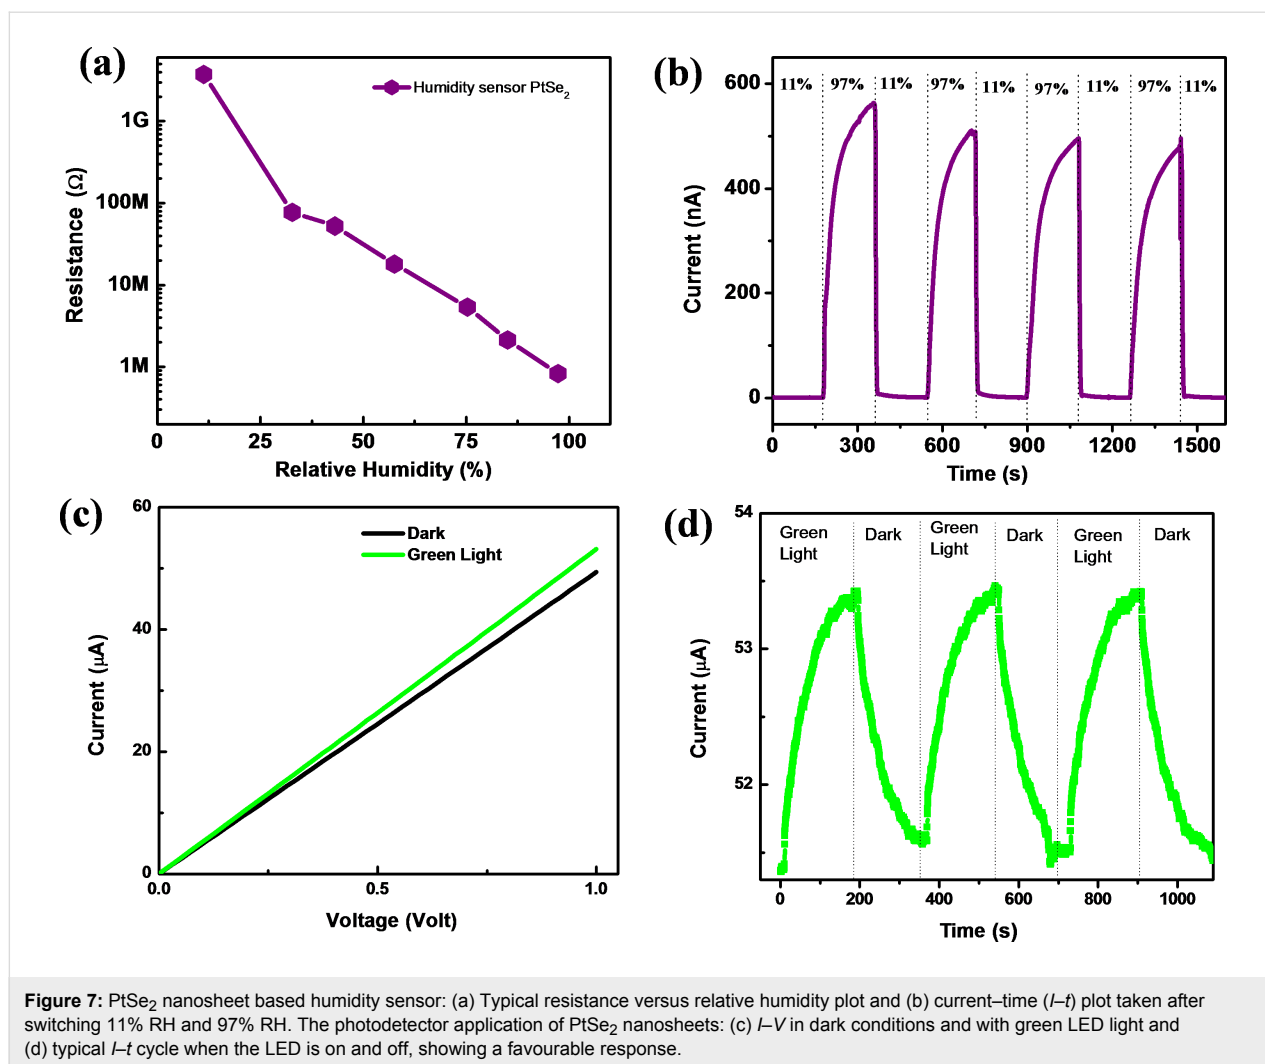 (a)
Humidity sensor PtSe2
1G
100M
10M
1M
Resistance (Ω)
0 25 50 75 100
Relative Humidity (%)
(b)
11% 97% 11% 97% 11% 97% 11% 97% 11%
600
400
200
0
Current (nA)
0 300 600 900 1200 1500
Time (s)
(c)
Dark
Green Light
60
40
20
0
Current (μA)
0.0 0.5 1.0
Voltage (Volt)
(d)
Green Light Dark Green Light Dark Green Light Dark
54
53
52
Current (μA)
0 200 400 600 800 1000
Time (s)
Figure 7: PtSe2 nanosheet based humidity sensor: (a) Typical resistance versus relative humidity plot and (b) current–time (I–t) plot taken after
switching 11% RH and 97% RH. The photodetector application of PtSe2 nanosheets: (c) I–V in dark conditions and with green LED light and
(d) typical I–t cycle when the LED is on and off, showing a favourable response.